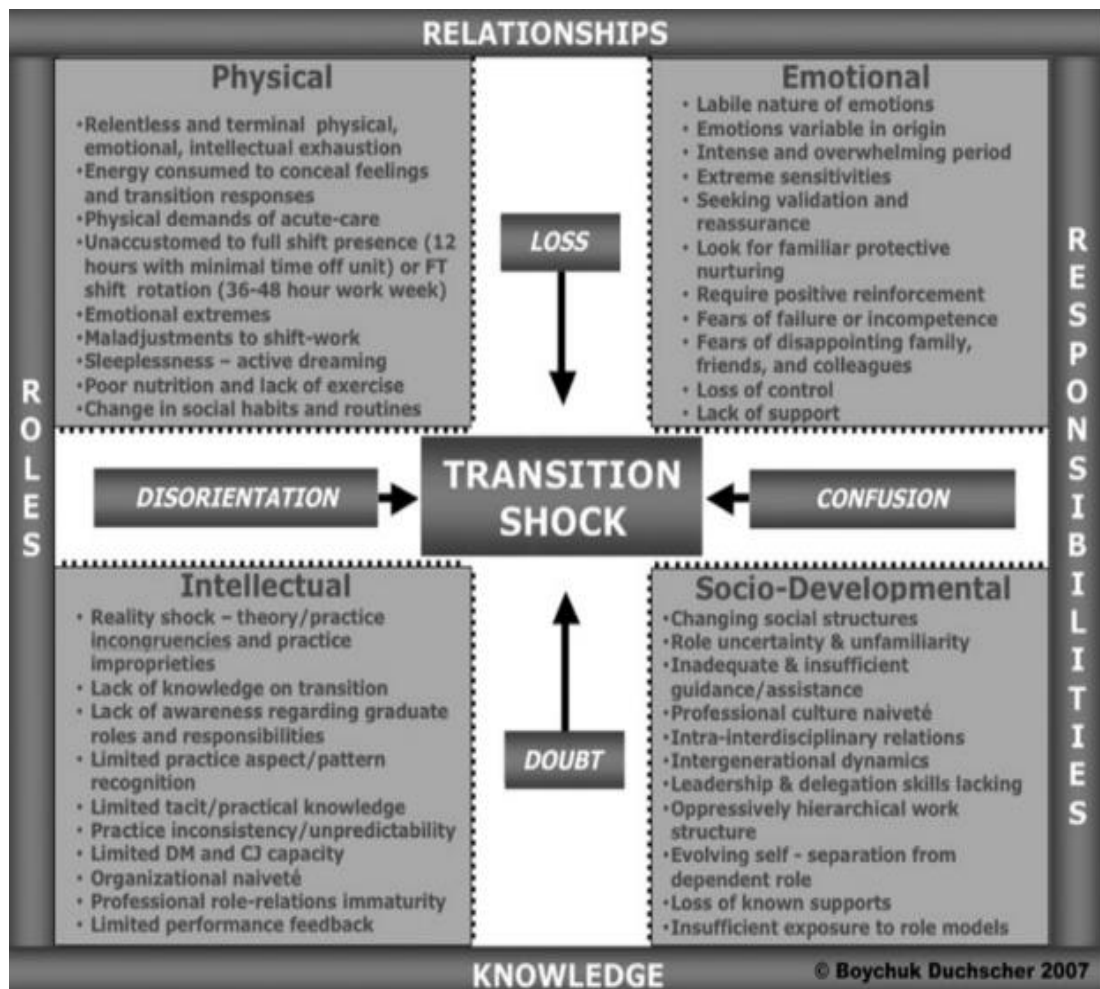 RELATIONSHIPS
Physical
•Relentless and terminal physical,
emotional, intellectual exhaustion
•Energy consumed to conceal feelings
and transition responses
•Physical demands of acute-care
•Unaccustomed to full shift presence (12
hours with minimal time off unit) or FT
shift rotation (36-48 hour work week)
•Emotional extremes
•Maladjustments to shift-work
•Sleeplessness – active dreaming
•Poor nutrition and lack of exercise
•Change in social habits and routines
Emotional
• Labile nature of emotions
• Emotions variable in origin
• Intense and overwhelming period
• Extreme sensitivities
• Seeking validation and
reassurance
• Look for familiar protective
nurturing
• Require positive reinforcement
• Fears of failure or incompetence
• Fears of disappointing family,
friends, and colleagues
• Loss of control
• Lack of support
LOSS
ROLES
RESPONSIBILITIES
DISORIENTATION
TRANSITION
SHOCK
CONFUSION
DOUBT
Intellectual
• Reality shock – theory/practice
incongruencies and practice
improprieties
• Lack of knowledge on transition
• Lack of awareness regarding graduate
roles and responsibilities
• Limited practice aspect/pattern
recognition
• Limited tacit/practical knowledge
• Practice inconsistency/unpredictability
• Limited DM and CJ capacity
• Organizational naiveté
• Professional role-relations immaturity
• Limited performance feedback
Socio-Developmental
•Changing social structures
•Role uncertainty & unfamiliarity
•Inadequate & insufficient
guidance/assistance
•Professional culture naiveté
•Intra-interdisciplinary relations
•Intergenerational dynamics
•Leadership & delegation skills lacking
•Oppressively hierarchical work
structure
•Evolving self - separation from
dependent role
•Loss of known supports
•Insufficient exposure to role models
KNOWLEDGE
© Boychuk Duchscher 2007